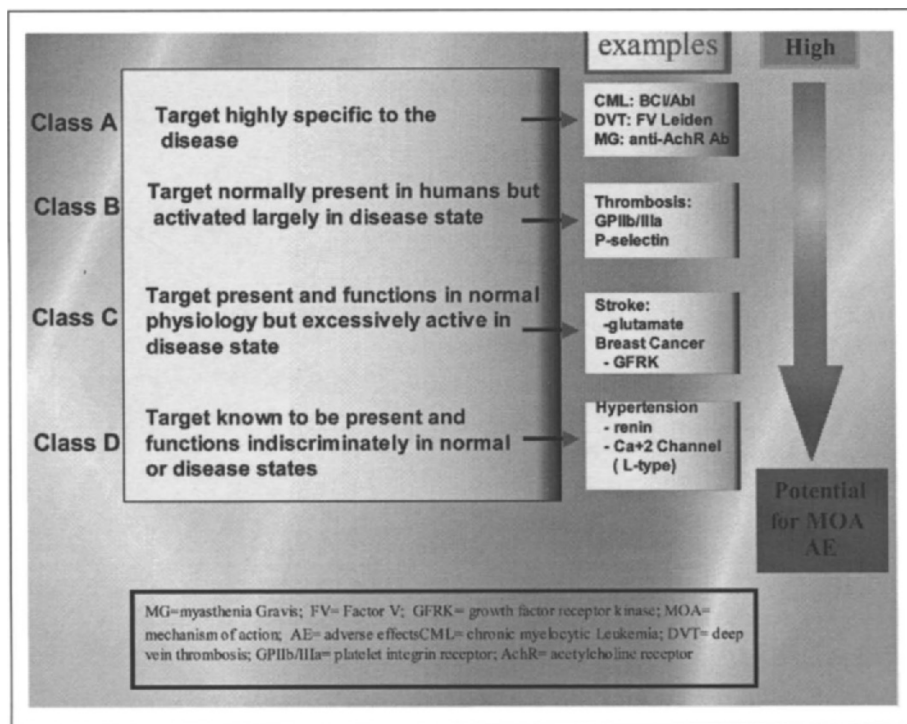 examples
High
Class A
Target highly specific to the
disease
CML: BCl/Abl
DVT: FV Leiden
MG: anti-AchR Ab
Class B
Target normally present in humans but
activated largely in disease state
Thrombosis:
GPIIb/IIIa
P-selectin
Class C
Target present and functions in normal
physiology but excessively active in
disease state
Stroke:
-glutamate
Breast Cancer
- GFRK
Class D
Target known to be present and
functions indiscriminately in normal
or disease states
Hypertension
- renin
- Ca+2 Channel
( L-type)
Potential
for MOA
AE
MG=myasthenia Gravis; FV= Factor V; GFRK= growth factor receptor kinase; MOA=
mechanism of action; AE= adverse effectsCML= chronic myelocytic Leukemia; DVT= deep
vein thrombosis; GPIIb/IIIa= platelet integrin receptor; AchR= acetylcholine receptor